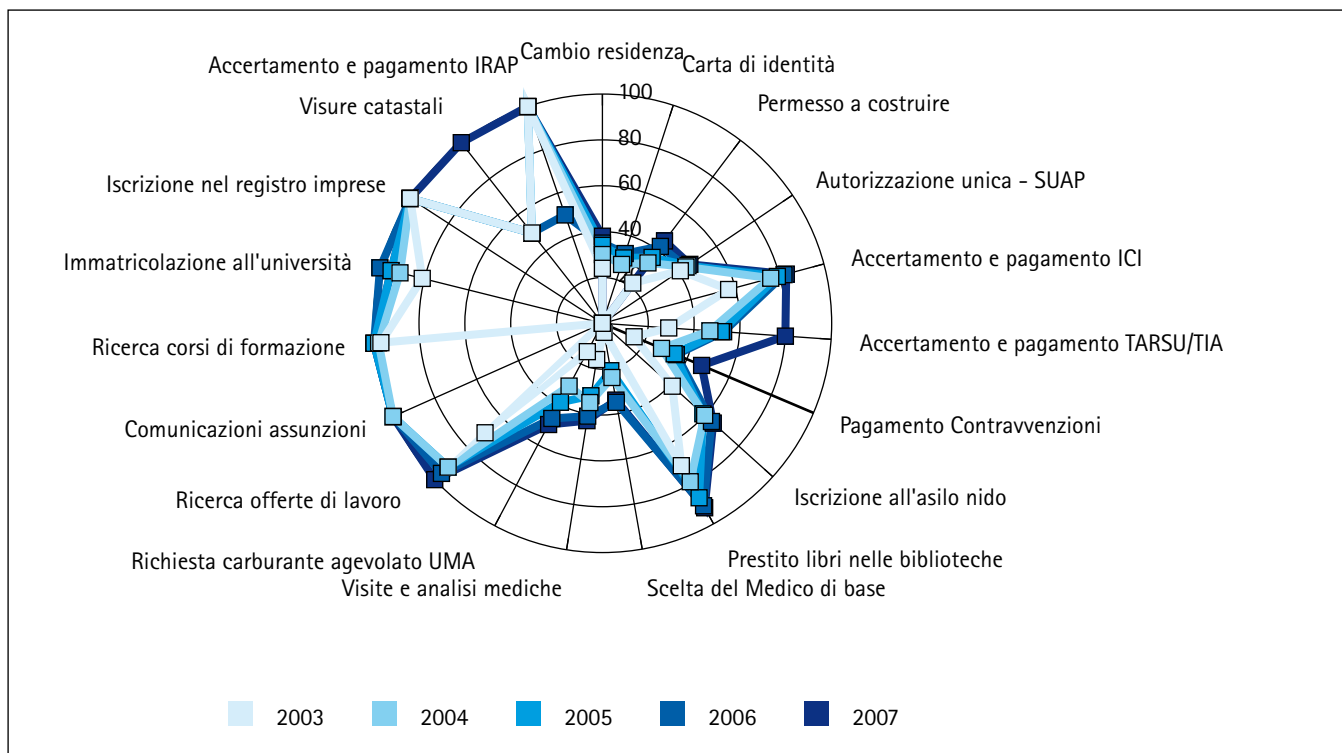 Cambio residenza
Accertamento e pagamento IRAP
Carta di identità
Visure catastali
100
Permesso a costruire
80
Iscrizione nel registro imprese
60
Autorizzazione unica - SUAP
40
Immatricolazione all'università
Accertamento e pagamento ICI
Ricerca corsi di formazione
Accertamento e pagamento TARSU/TIA
Comunicazioni assunzioni
Pagamento Contravvenzioni
Ricerca offerte di lavoro
Iscrizione all'asilo nido
Richiesta carburante agevolato UMA
Prestito libri nelle biblioteche
Visite e analisi mediche
Scelta del Medico di base
2003
2004
2005
2006
2007